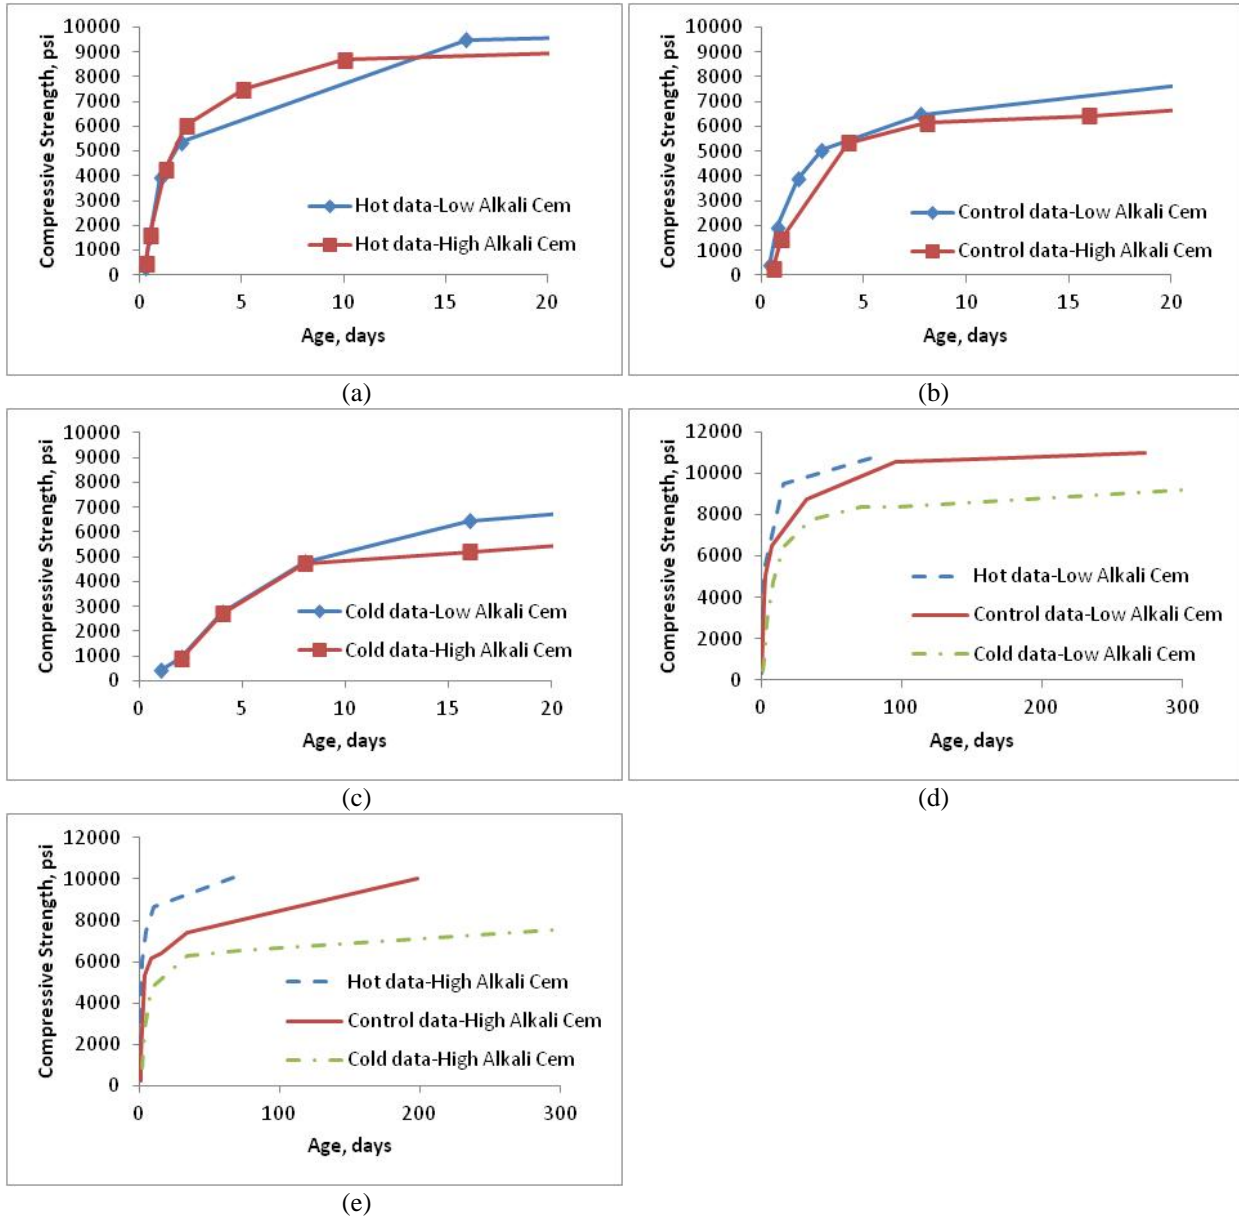 10000
9000
8000
7000
6000
5000
4000
3000
2000
1000
0
Compressive Strength, psi
Hot data-Low Alkali Cem
Hot data-High Alkali Cem
0 5 10 15 20
Age, days
(a)
10000
9000
8000
7000
6000
5000
4000
3000
2000
1000
0
Compressive Strength, psi
Control data-Low Alkali Cem
Control data-High Alkali Cem
0 5 10 15 20
Age, days
(b)
10000
9000
8000
7000
6000
5000
4000
3000
2000
1000
0
Compressive Strength, psi
Cold data-Low Alkali Cem
Cold data-High Alkali Cem
0 5 10 15 20
Age, days
(c)
12000
10000
8000
6000
4000
2000
0
Compressive Strength, psi
Hot data-Low Alkali Cem
Control data-Low Alkali Cem
Cold data-Low Alkali Cem
0 100 200 300
Age, days
(d)
12000
10000
8000
6000
4000
2000
0
Compressive Strength, psi
Hot data-High Alkali Cem
Control data-High Alkali Cem
Cold data-High Alkali Cem
0 100 200 300
Age, days
(e)